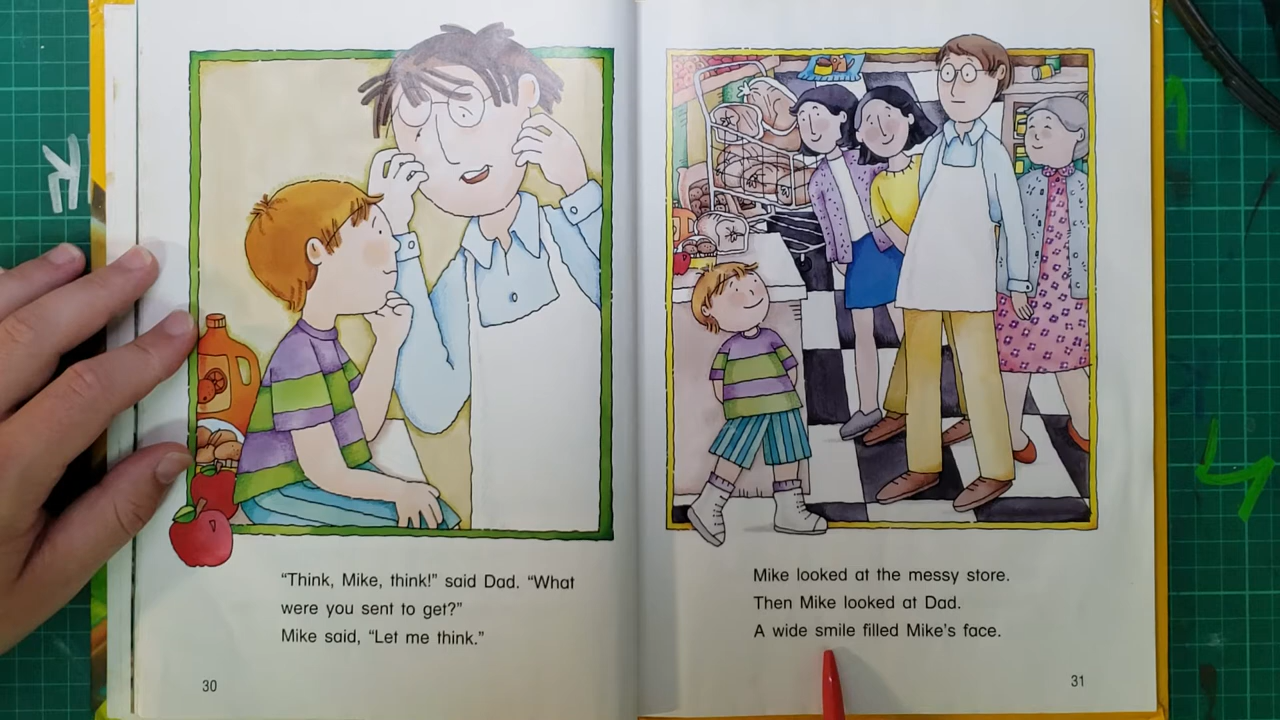 “Think, Mike, think!” said Dad. “What
were you sent to get?”
Mike said, “Let me think.”
30
Mike looked at the messy store.
Then Mike looked at Dad.
A wide smile filled Mike’s face.
31